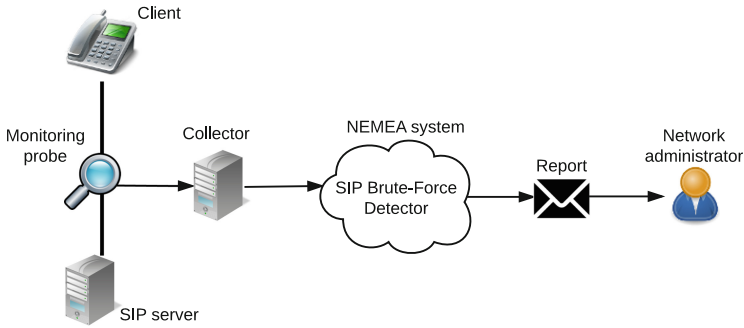 Client
Monitoring
probe
Collector
NEMEA system
SIP Brute-Force
Detector
Report
Network
administrator
SIP server